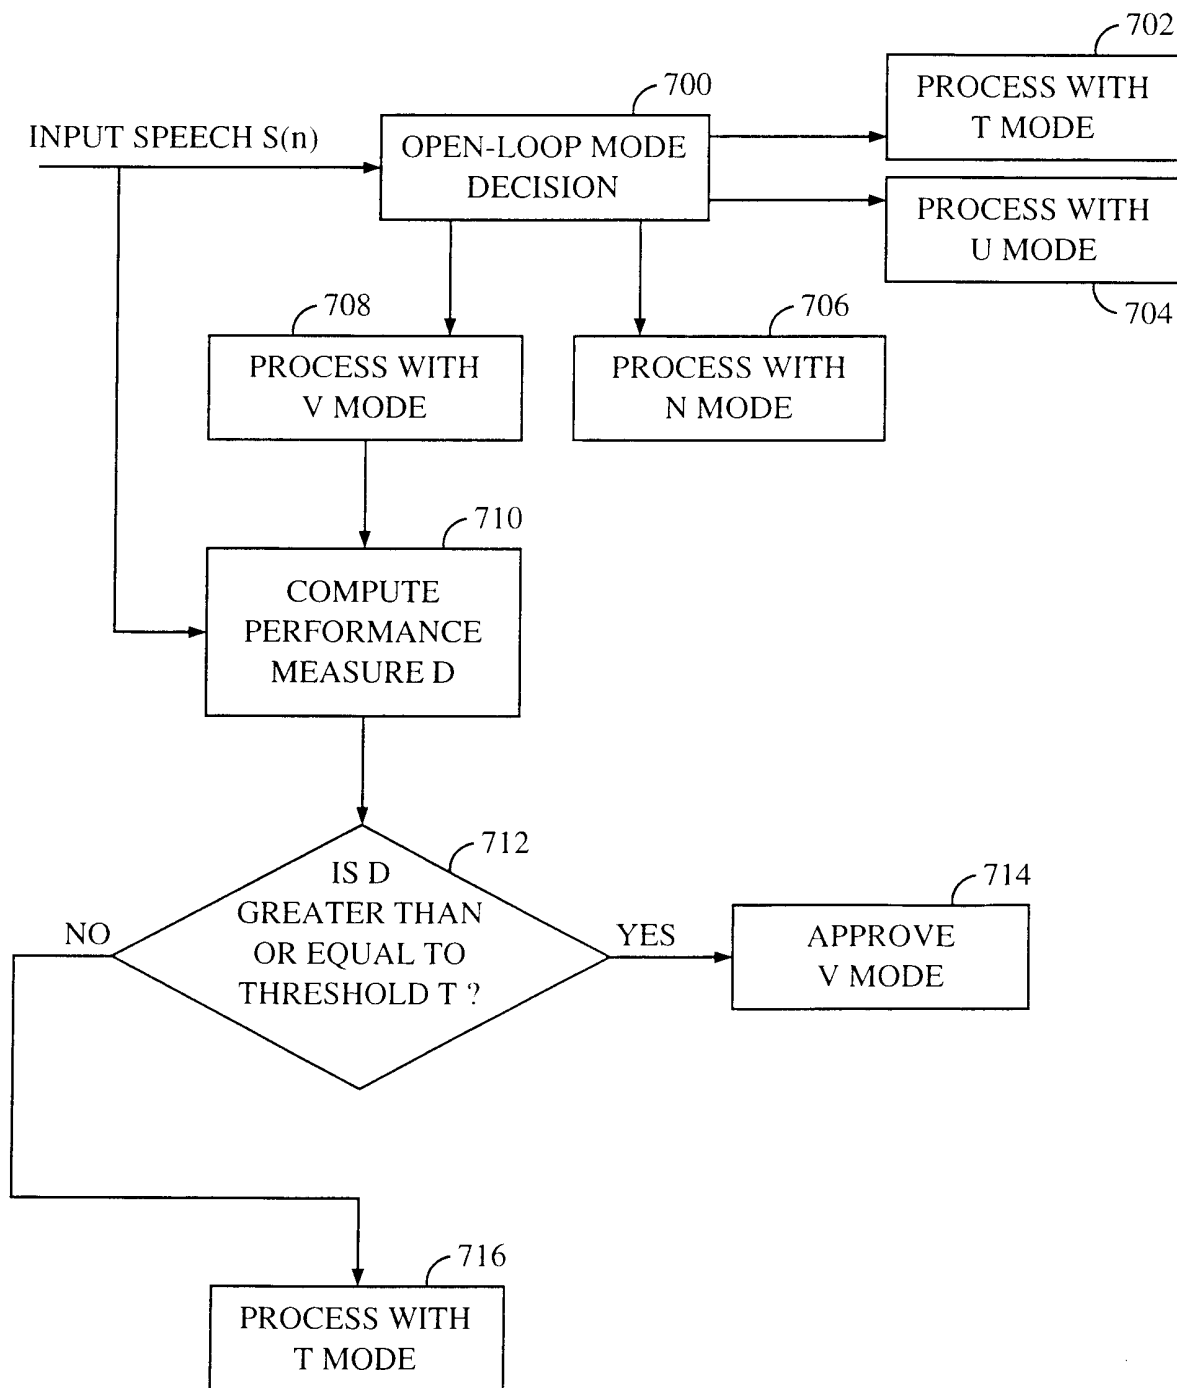 702
PROCESS WITH
T MODE
700
INPUT SPEECH S(n)
OPEN-LOOP MODE
DECISION
PROCESS WITH
U MODE
704
708
PROCESS WITH
V MODE
706
PROCESS WITH
N MODE
710
COMPUTE
PERFORMANCE
MEASURE D
712
IS D
GREATER THAN
OR EQUAL TO
THRESHOLD T ?
NO
YES
714
APPROVE
V MODE
716
PROCESS WITH
T MODE